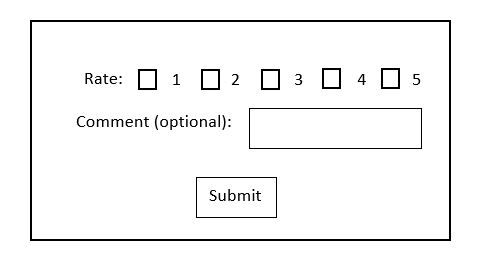 Rate: 1 2 3 4 5
Comment (optional):
Submit